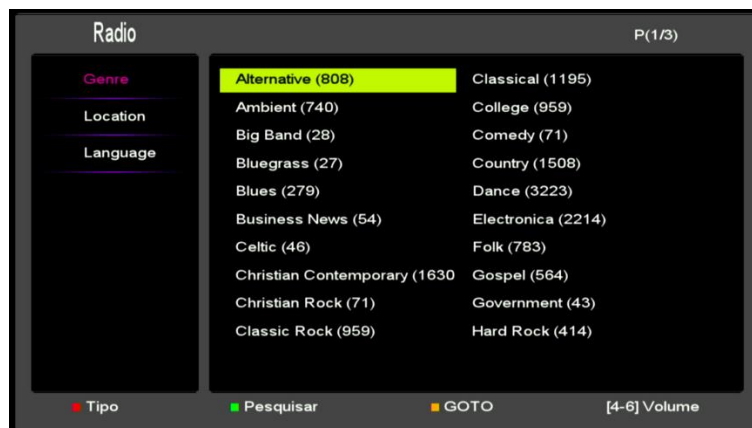 Radio
P(1/3)
Genre
Location
Language
Alternative (808)
Ambient (740)
Big Band (28)
Bluegrass (27)
Blues (279)
Business News (54)
Celtic (46)
Christian Contemporary (1630
Christian Rock (71)
Classic Rock (959)
Classical (1195)
College (959)
Comedy (71)
Country (1508)
Dance (3223)
Electronica (2214)
Folk (783)
Gospel (564)
Government (43)
Hard Rock (414)
Tipo
Pesquisar
GOTO
[4-6] Volume